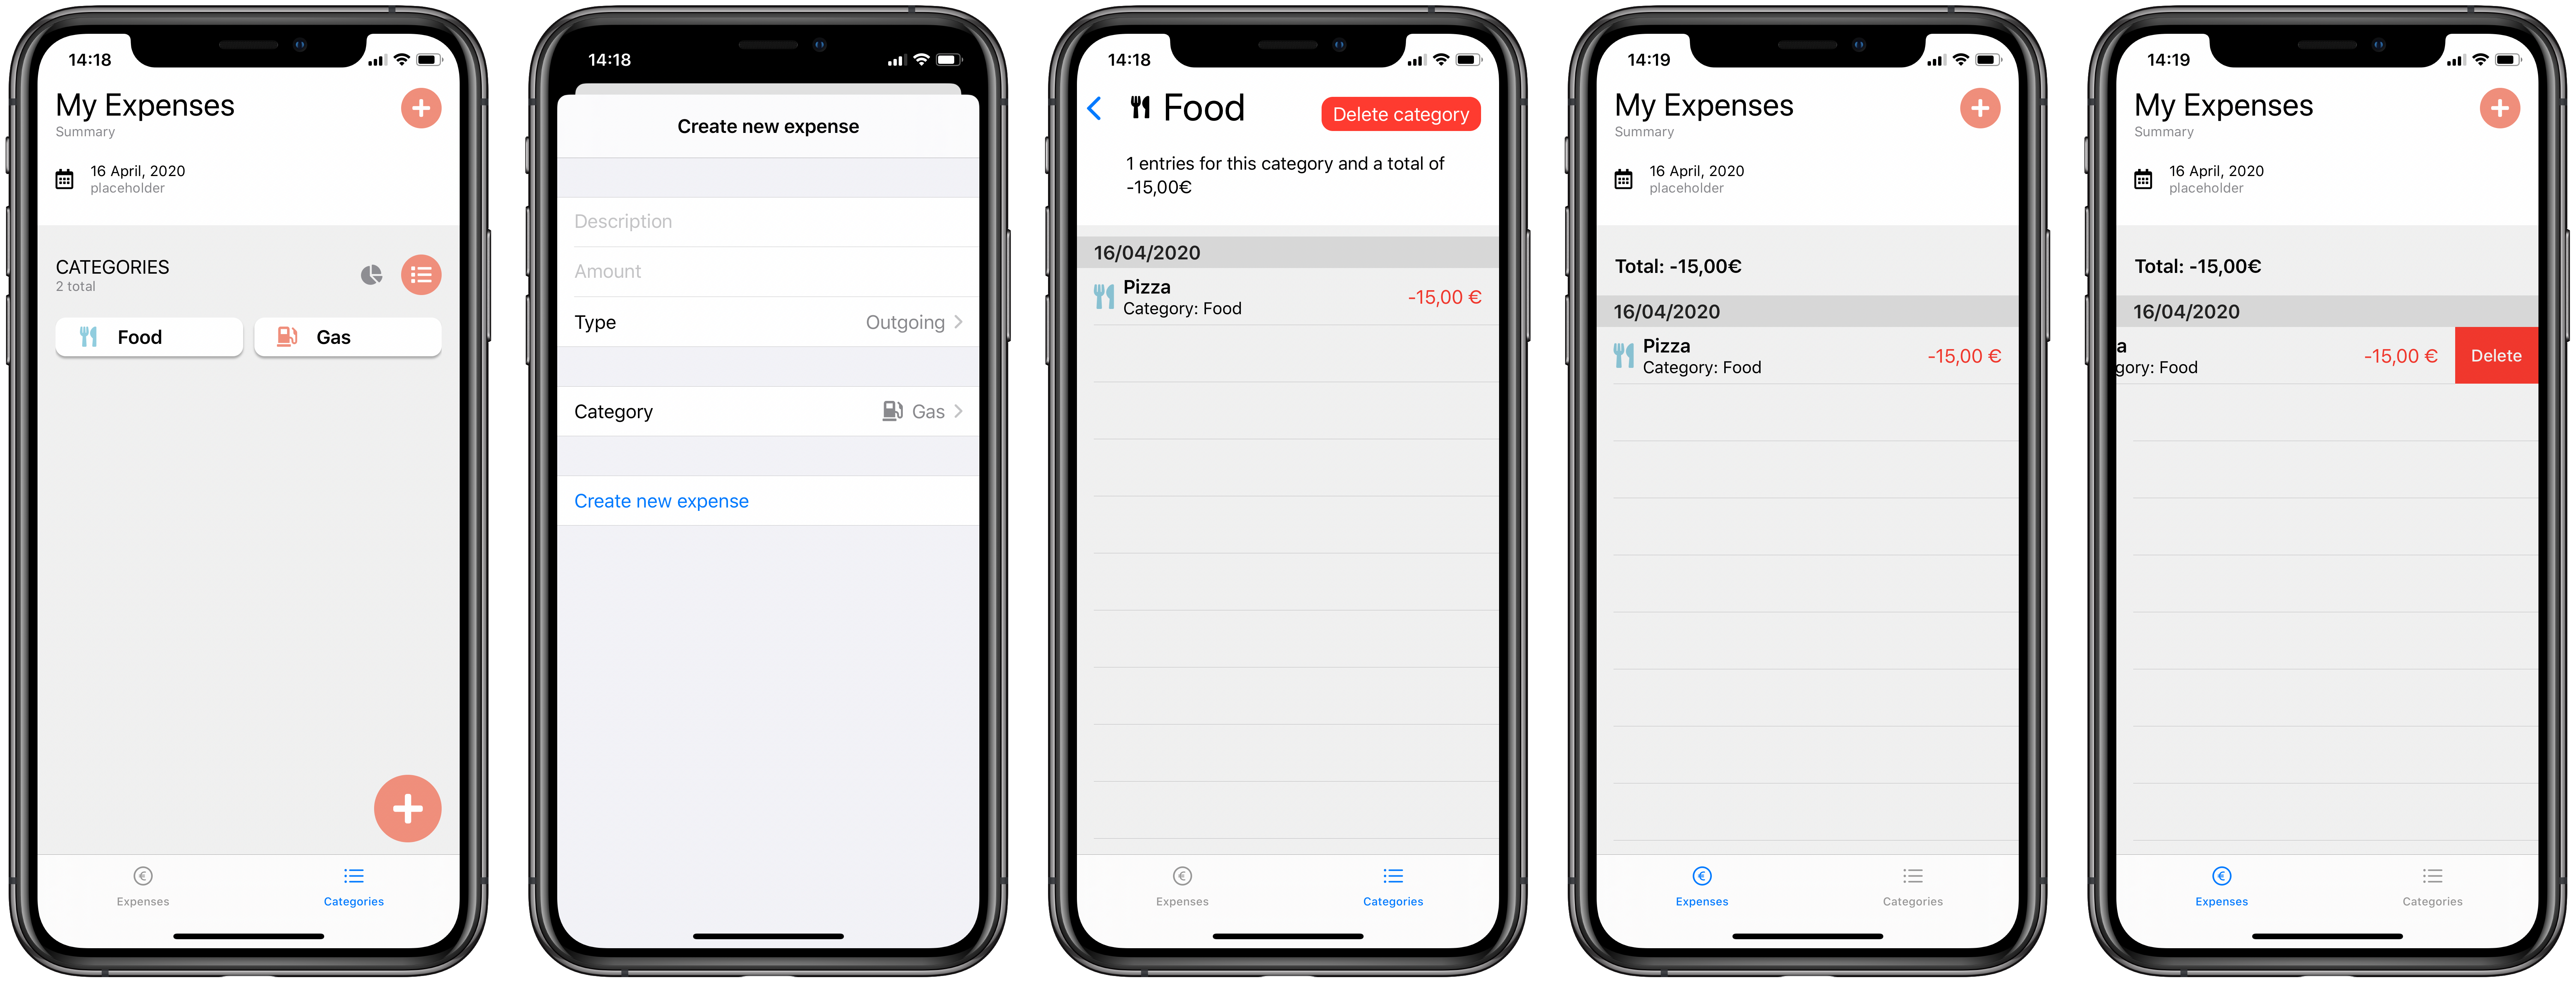 14:18
My Expenses
Summary
16 April, 2020
placeholder
CATEGORIES
2 total
Food
Gas
Expenses
Categories
14:18
Create new expense
Description
Amount
Type
Outgoing
Category
Gas
Create new expense
14:18
Food
Delete category
1 entries for this category and a total of
-15,00€
16/04/2020
Pizza
Category: Food
-15,00 €
Expenses
Categories
14:19
My Expenses
Summary
16 April, 2020
placeholder
Total: -15,00€
16/04/2020
Pizza
Category: Food
-15,00 €
Expenses
Categories
14:19
My Expenses
Summary
16 April, 2020
placeholder
Total: -15,00€
16/04/2020
a
gory: Food
-15,00 €
Delete
Expenses
Categories